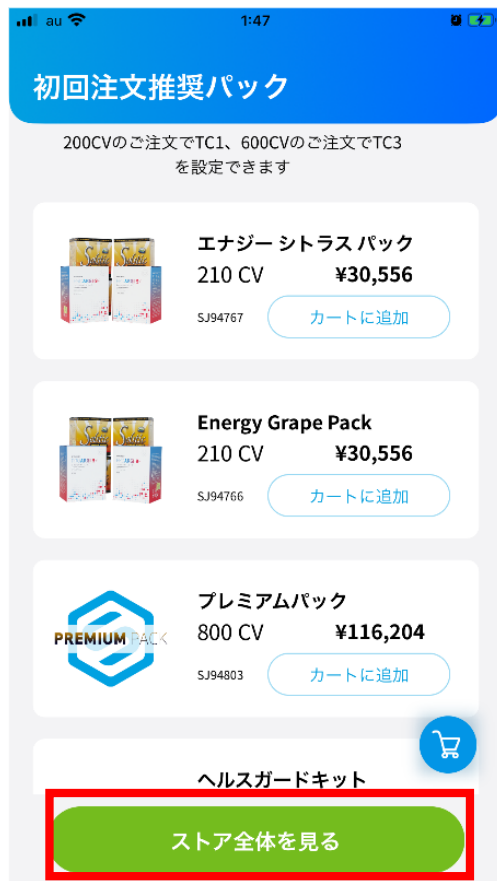 au 1:47
初回注文推奨パック
200CVのご注文でTC1、600CVのご注文でTC3
を設定できます
エナジー シトラス パック
210 CV ¥30,556
SJ94767 カートに追加
Energy Grape Pack
210 CV ¥30,556
SJ94766 カートに追加
プレミアムパック
PREMIUM PACK
800 CV ¥116,204
SJ94803 カートに追加
ヘルスガードキット
ストア全体を見る